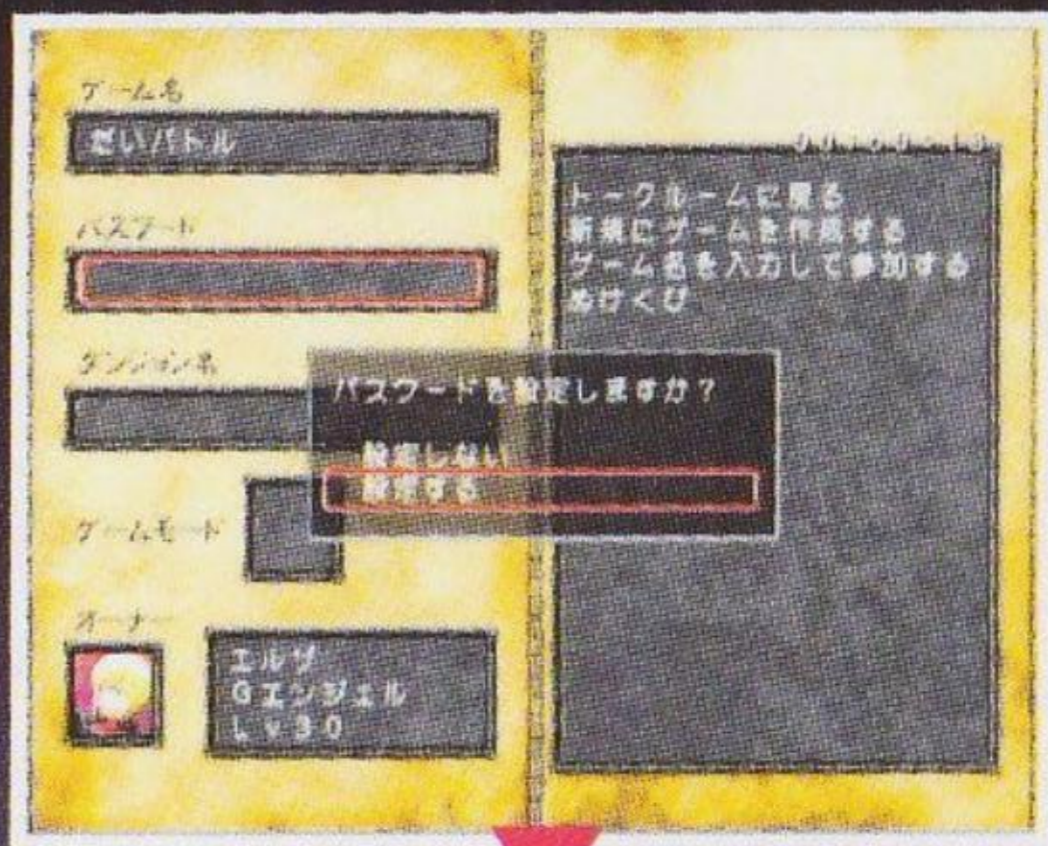 ゲーム名
せいバトル
パスワード
ダンジョン名
ゲームモード
オーナー
エルザ
Gエンジェル
Lv30
トークルームに戻る
新規にゲームを作成する
ゲーム名を入力して参加する
ぬけくび
パスワードを設定しますか?
設定しない
設定する